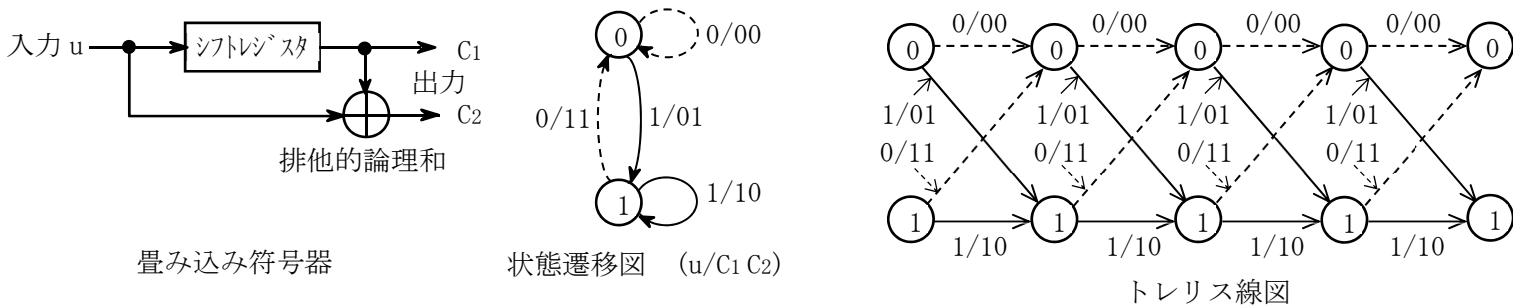 入力 u
シフトレジスタ
C1
出力
C2
排他的論理和
畳み込み符号器
0
0/00
0/11
1/01
1
1/10
状態遷移図 (u/C1 C2)
0/00 0/00 0/00 0/00
0 0 0 0 0
1/01 1/01 1/01 1/01
0/11 0/11 0/11 0/11
1 1 1 1 1
1/10 1/10 1/10 1/10
トレリス線図